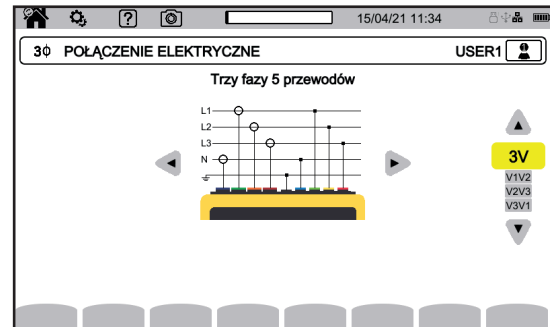 15/04/21 11:34
3ϕ POŁĄCZENIE ELEKTRYCZNE USER1
Trzy fazy 5 przewodów
L1
L2
L3
N
3V
V1V2
V2V3
V3V1